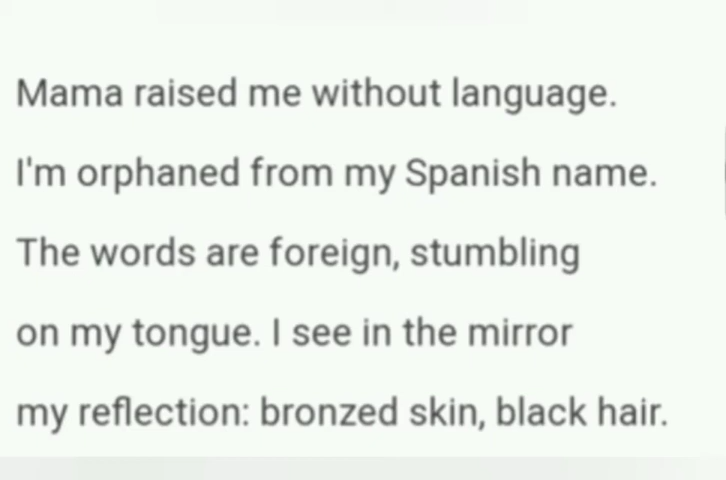 Mama raised me without language.
I'm orphaned from my Spanish name.
The words are foreign, stumbling
on my tongue. I see in the mirror
my reflection: bronzed skin, black hair.